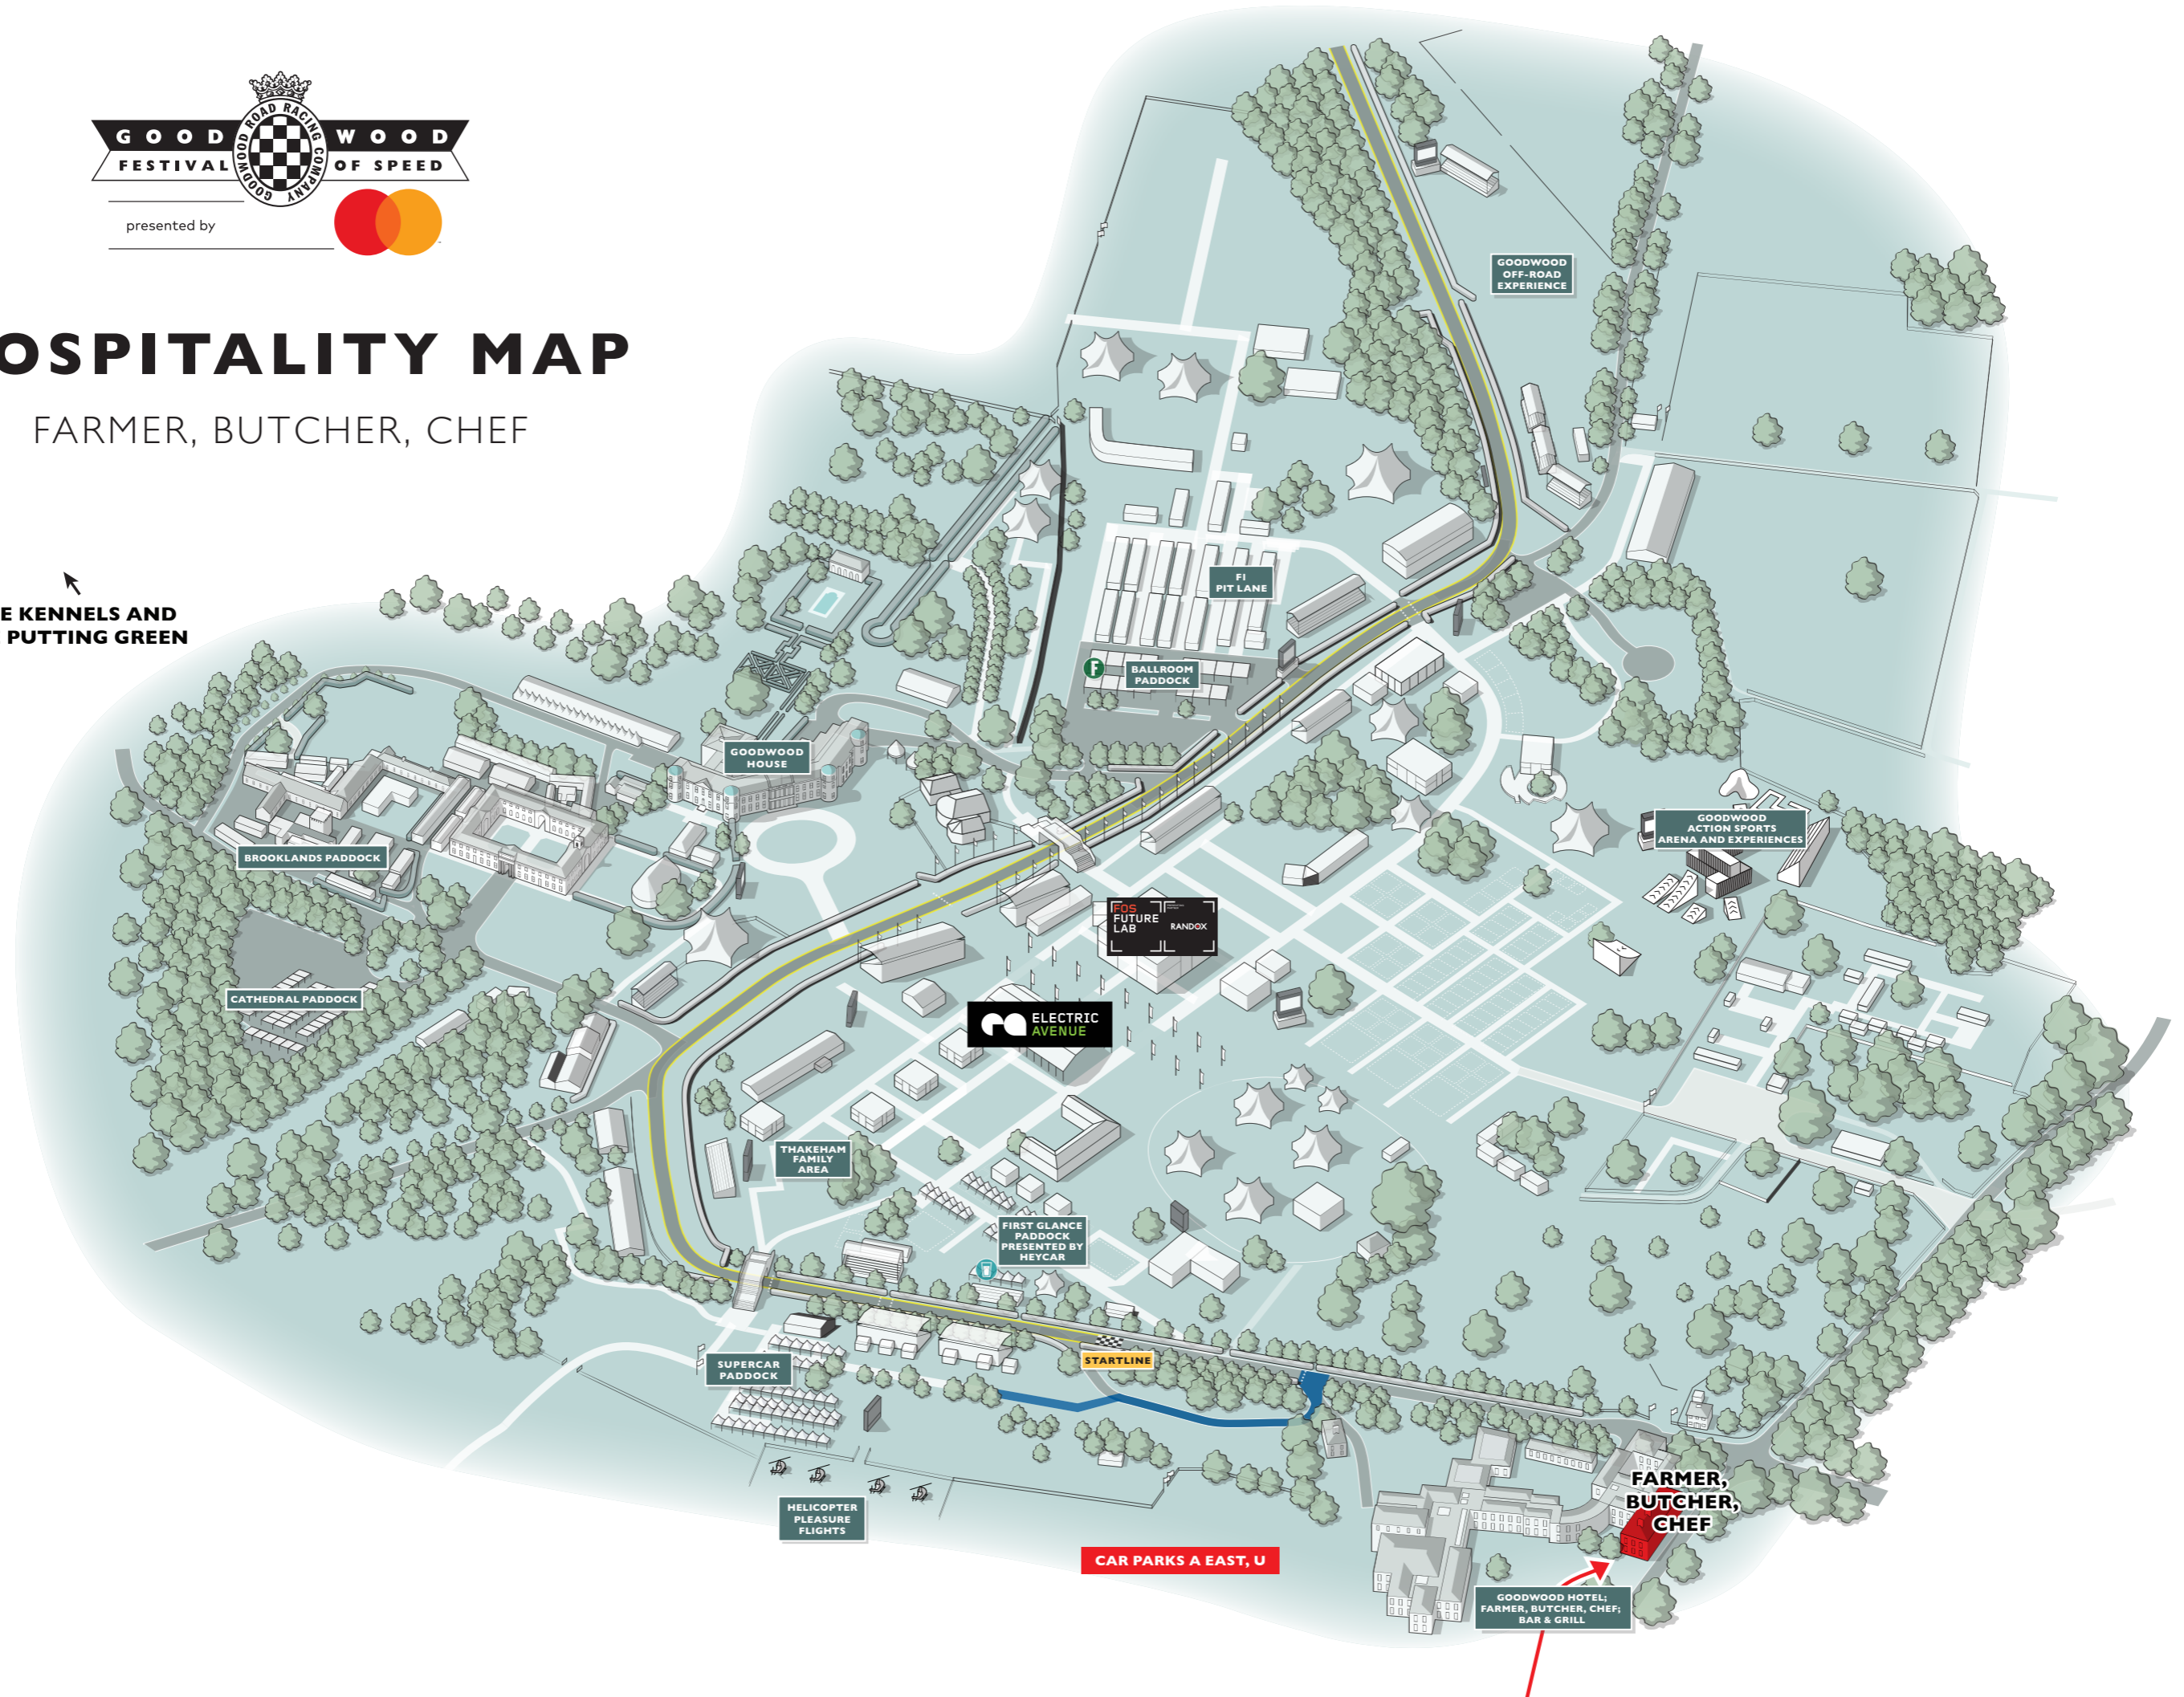 GOODWOOD
FESTIVAL OF SPEED
GOODWOOD ROAD RACING COMPANY
presented by
OSPITALITY MAP
FARMER, BUTCHER, CHEF
E KENNELS AND
PUTTING GREEN
GOODWOOD
OFF-ROAD
EXPERIENCE
F1
PIT LANE
F
BALLROOM
PADDOCK
GOODWOOD
HOUSE
BROOKLANDS PADDOCK
GOODWOOD
ACTION SPORTS
ARENA AND EXPERIENCES
FOS
FUTURE
LAB
RANDOX
CATHEDRAL PADDOCK
ELECTRIC
AVENUE
THAKEHAM
FAMILY
AREA
FIRST GLANCE
PADDOCK
PRESENTED BY
HEYCAR
STARTLINE
SUPERCAR
PADDOCK
HELICOPTER
PLEASURE
FLIGHTS
FARMER,
BUTCHER,
CHEF
CAR PARKS A EAST, U
GOODWOOD HOTEL;
FARMER, BUTCHER, CHEF;
BAR & GRILL